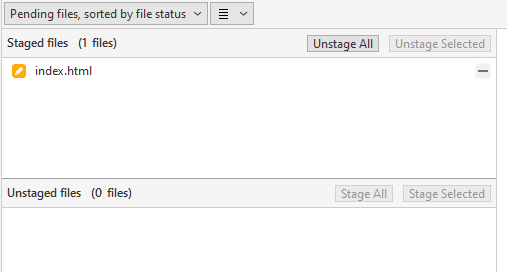 Pending files, sorted by file status
Staged files (1 files) Unstage All Unstage Selected
index.html
Unstaged files (0 files) Stage All Stage Selected